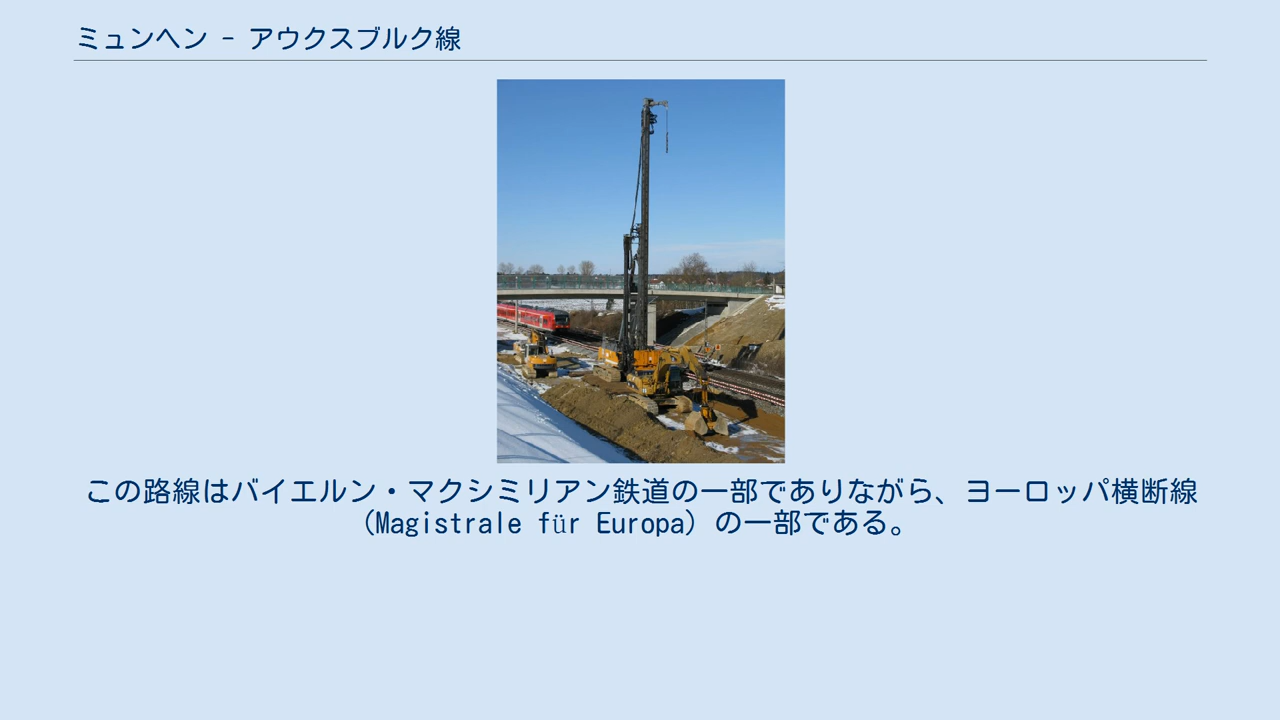 ミュンヘン - アウクスブルク線
この路線はバイエルン・マクシミリアン鉄道の一部でありながら、ヨーロッパ横断線
(Magistrale für Europa) の一部である。